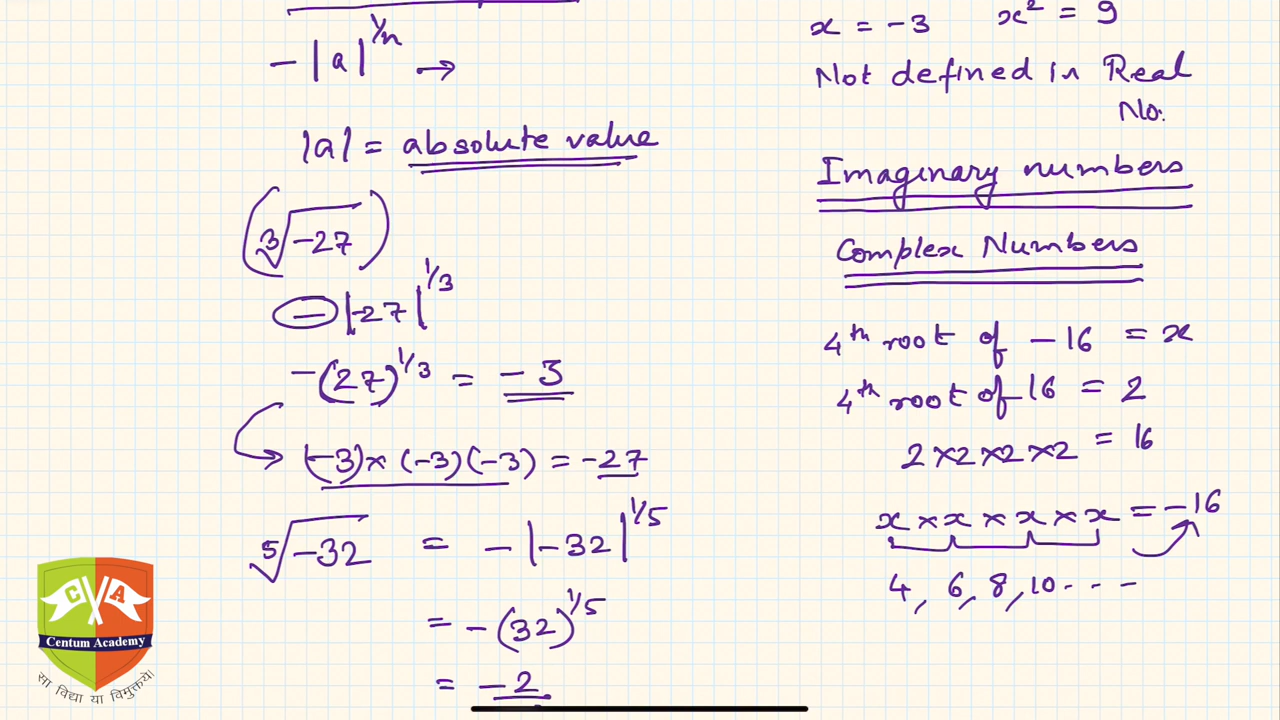 - |a|^1/n →
|a| = absolute value
(∛-27)
- |-27|^1/3
-(27)^1/3 = - 3
(-3)×(-3)(-3) = -27
⁵√-32 = - |-32|^1/5
= -(32)^1/5
= - 2
x = -3 x² = 9
Not defined in Real
No.
Imaginary numbers
Complex Numbers
4th root of -16 = x
4th root of 16 = 2
2×2×2×2 = 16
x × x × x × x = -16
4, 6, 8, 10 - - -
C A
Centum Academy
सा विद्या या विमुक्तये।